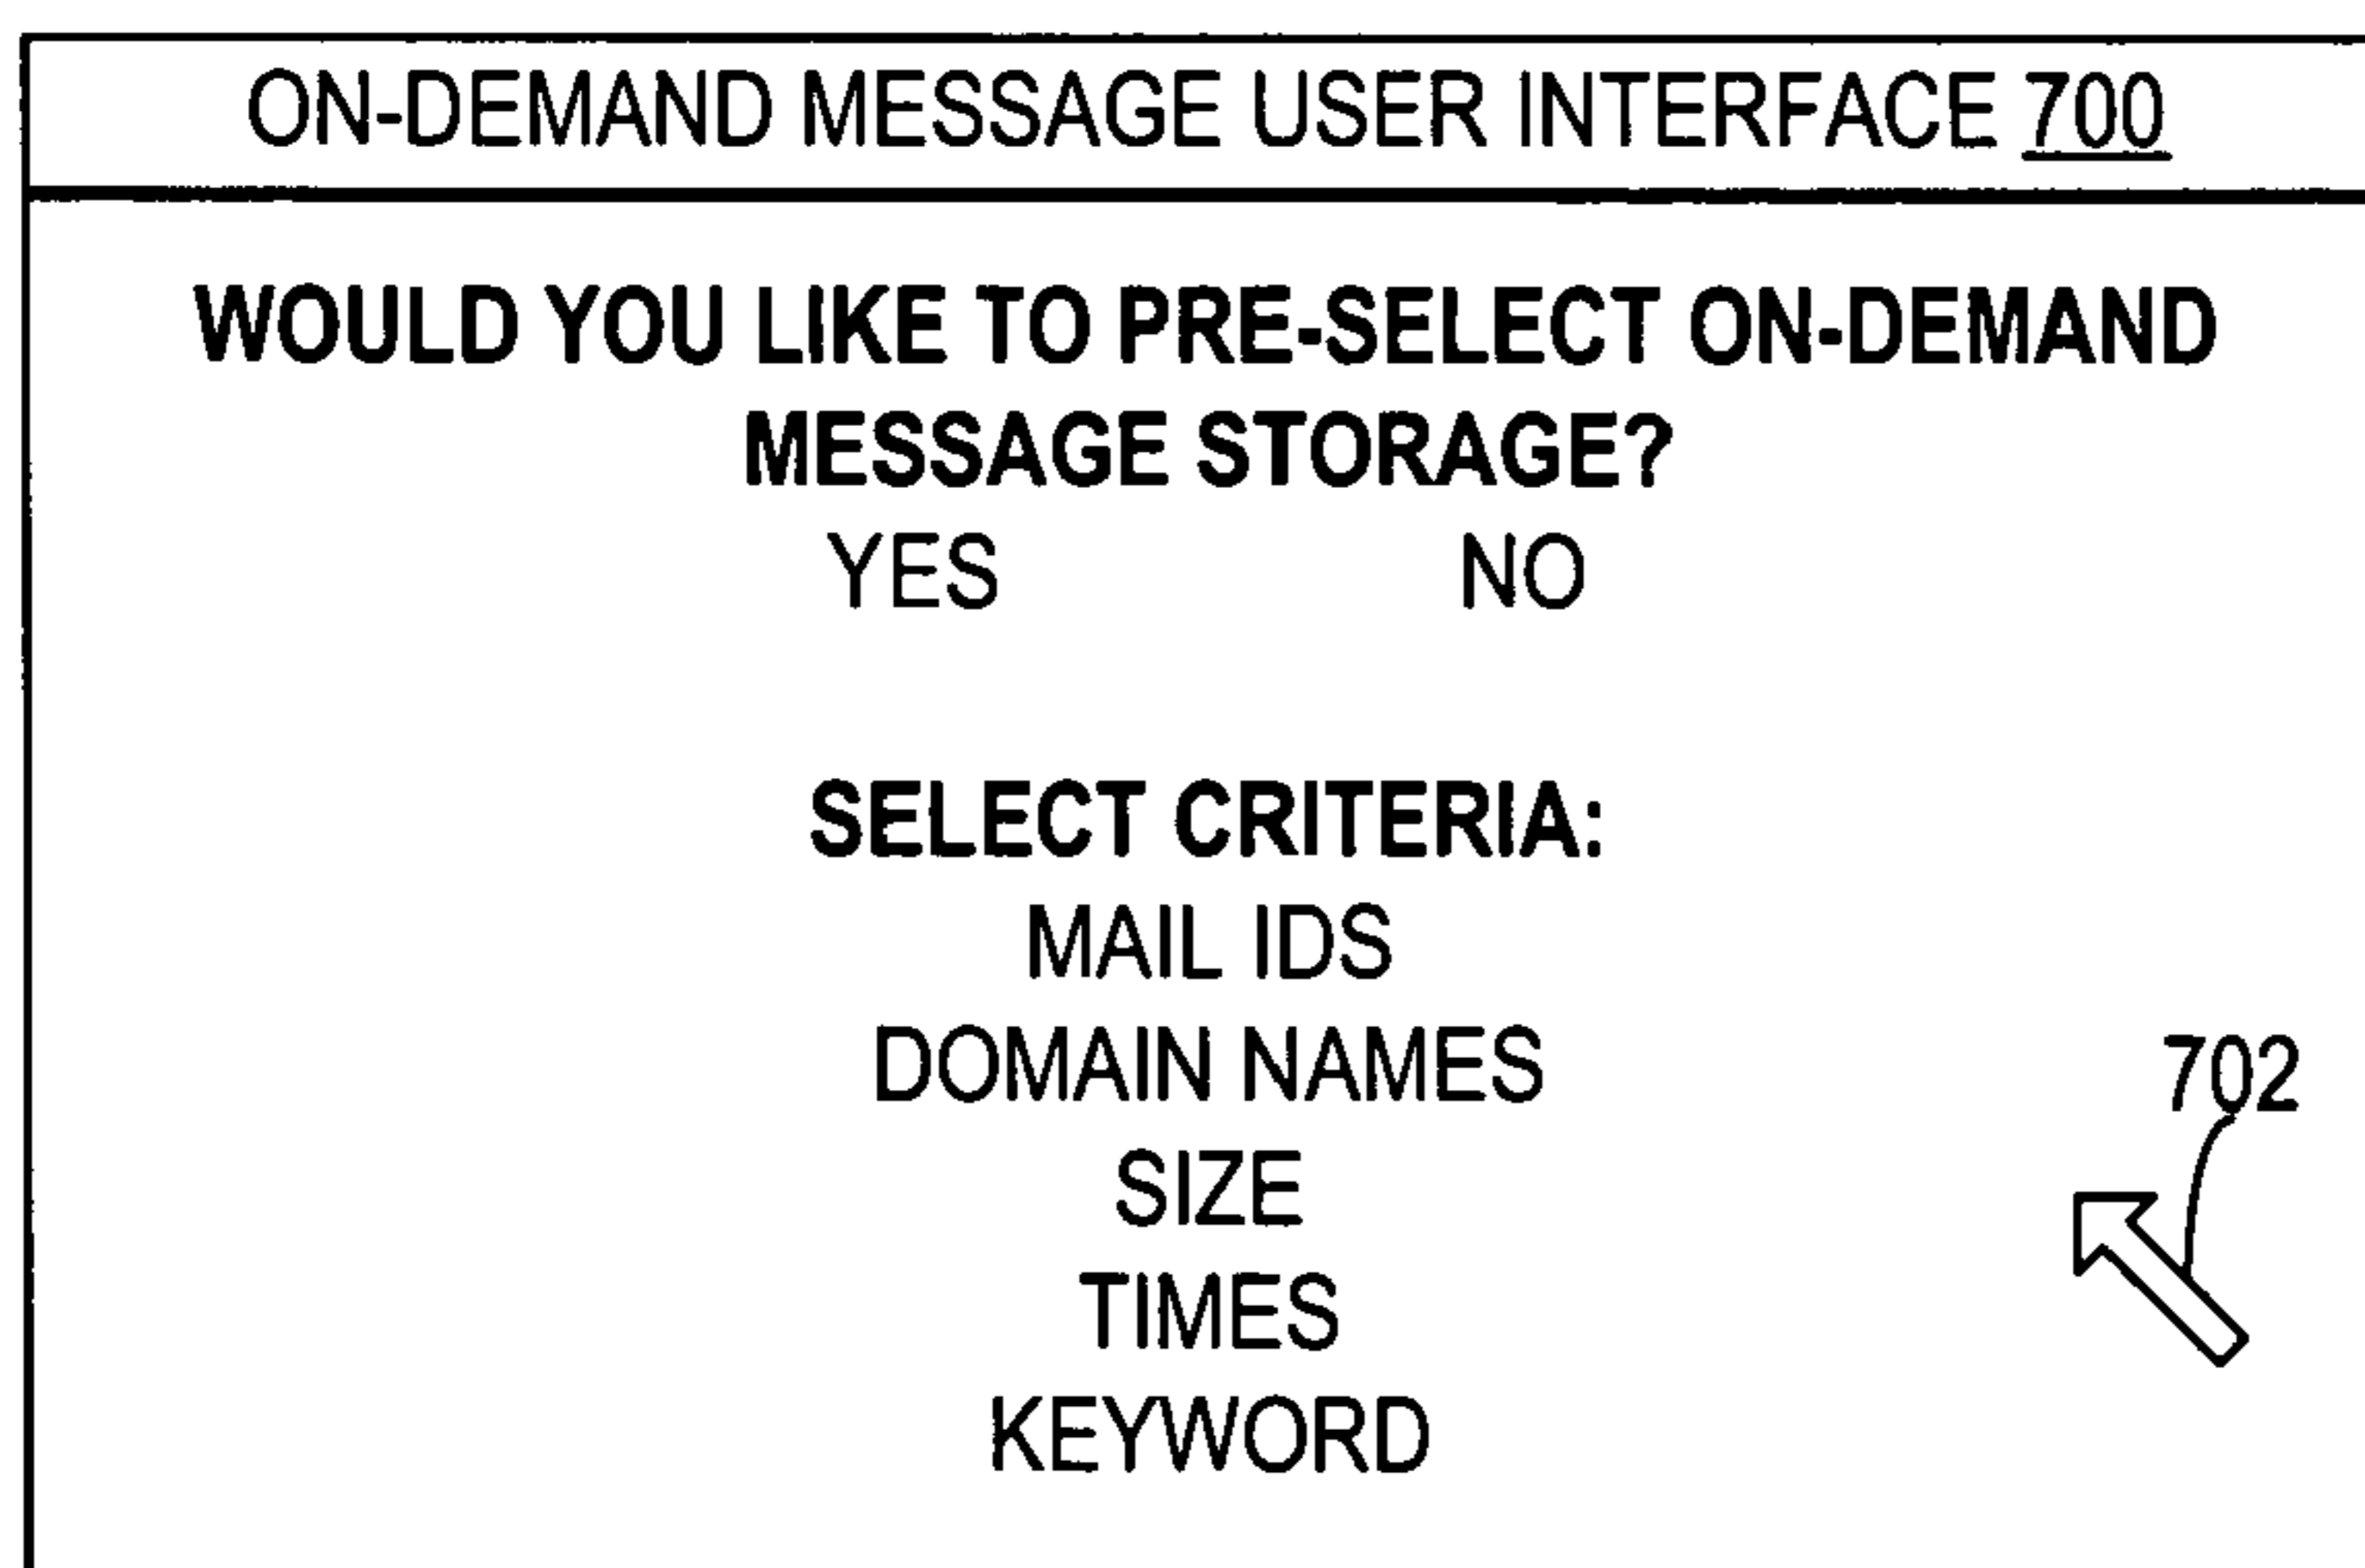 ON-DEMAND MESSAGE USER INTERFACE 700
WOULD YOU LIKE TO PRE-SELECT ON-DEMAND
MESSAGE STORAGE?
YES NO
SELECT CRITERIA:
MAIL IDS
DOMAIN NAMES
702
SIZE
TIMES
KEYWORD